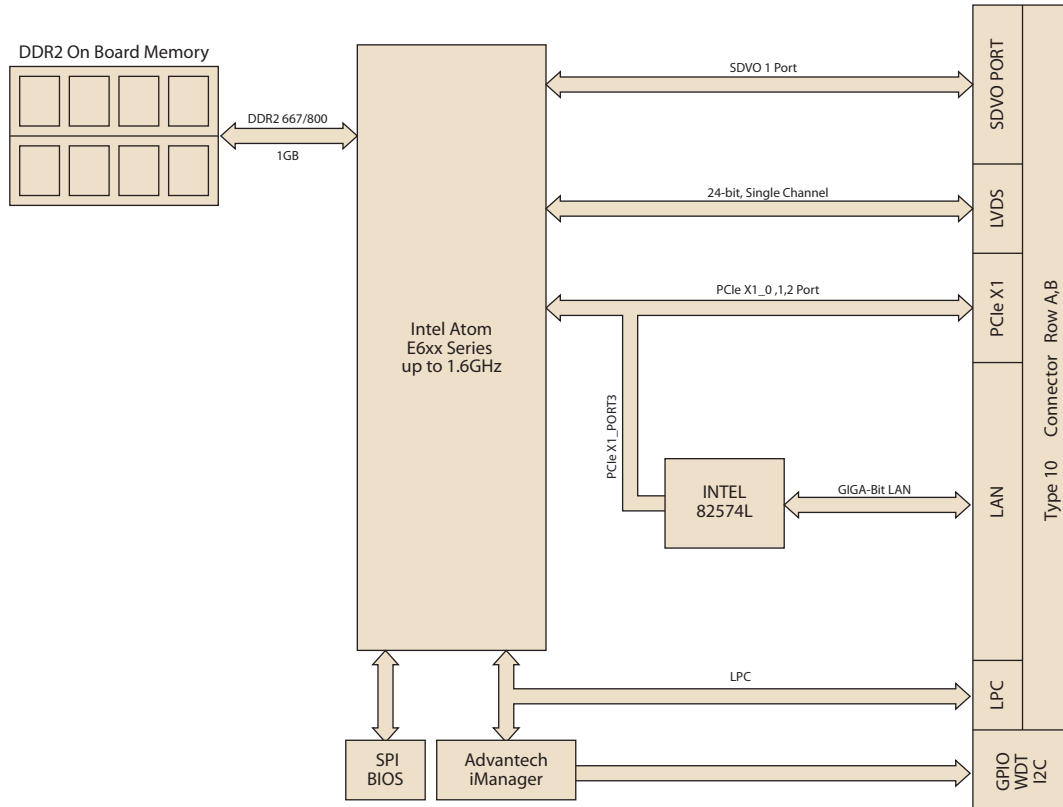 DDR2 On Board Memory
DDR2 667/800
1GB
Intel Atom
E6xx Series
up to 1.6GHz
SDVO 1 Port
24-bit, Single Channel
PCIe X1_0 ,1,2 Port
PCIe X1_PORT3
INTEL
82574L
GIGA-Bit LAN
LPC
SPI
BIOS
Advantech
iManager
SDVO PORT
LVDS
PCIe X1
LAN
LPC
Type 10 Connector Row A,B
GPIO
WDT
I2C